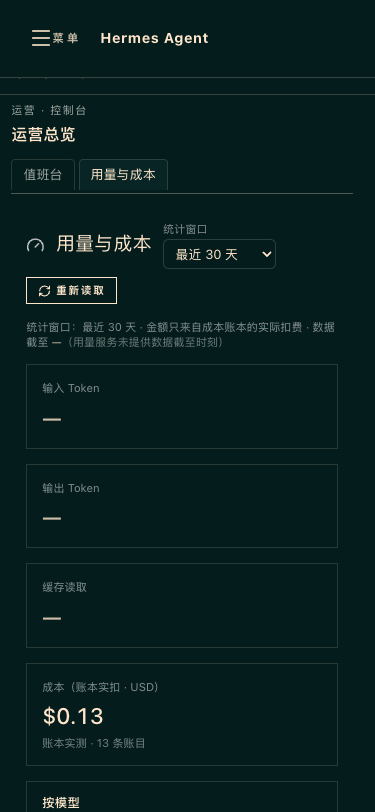 菜单
Hermes Agent
运营 · 控制台
运营总览
值班台
用量与成本
用量与成本
统计窗口
最近 30 天
重新读取
统计窗口：最近 30 天 · 金额只来自成本账本的实际扣费 · 数据
截至 —（用量服务未提供数据截至时刻）
输入 Token
—
输出 Token
—
缓存读取
—
成本（账本实扣 · USD）
$0.13
账本实测 · 13 条账目
按模型